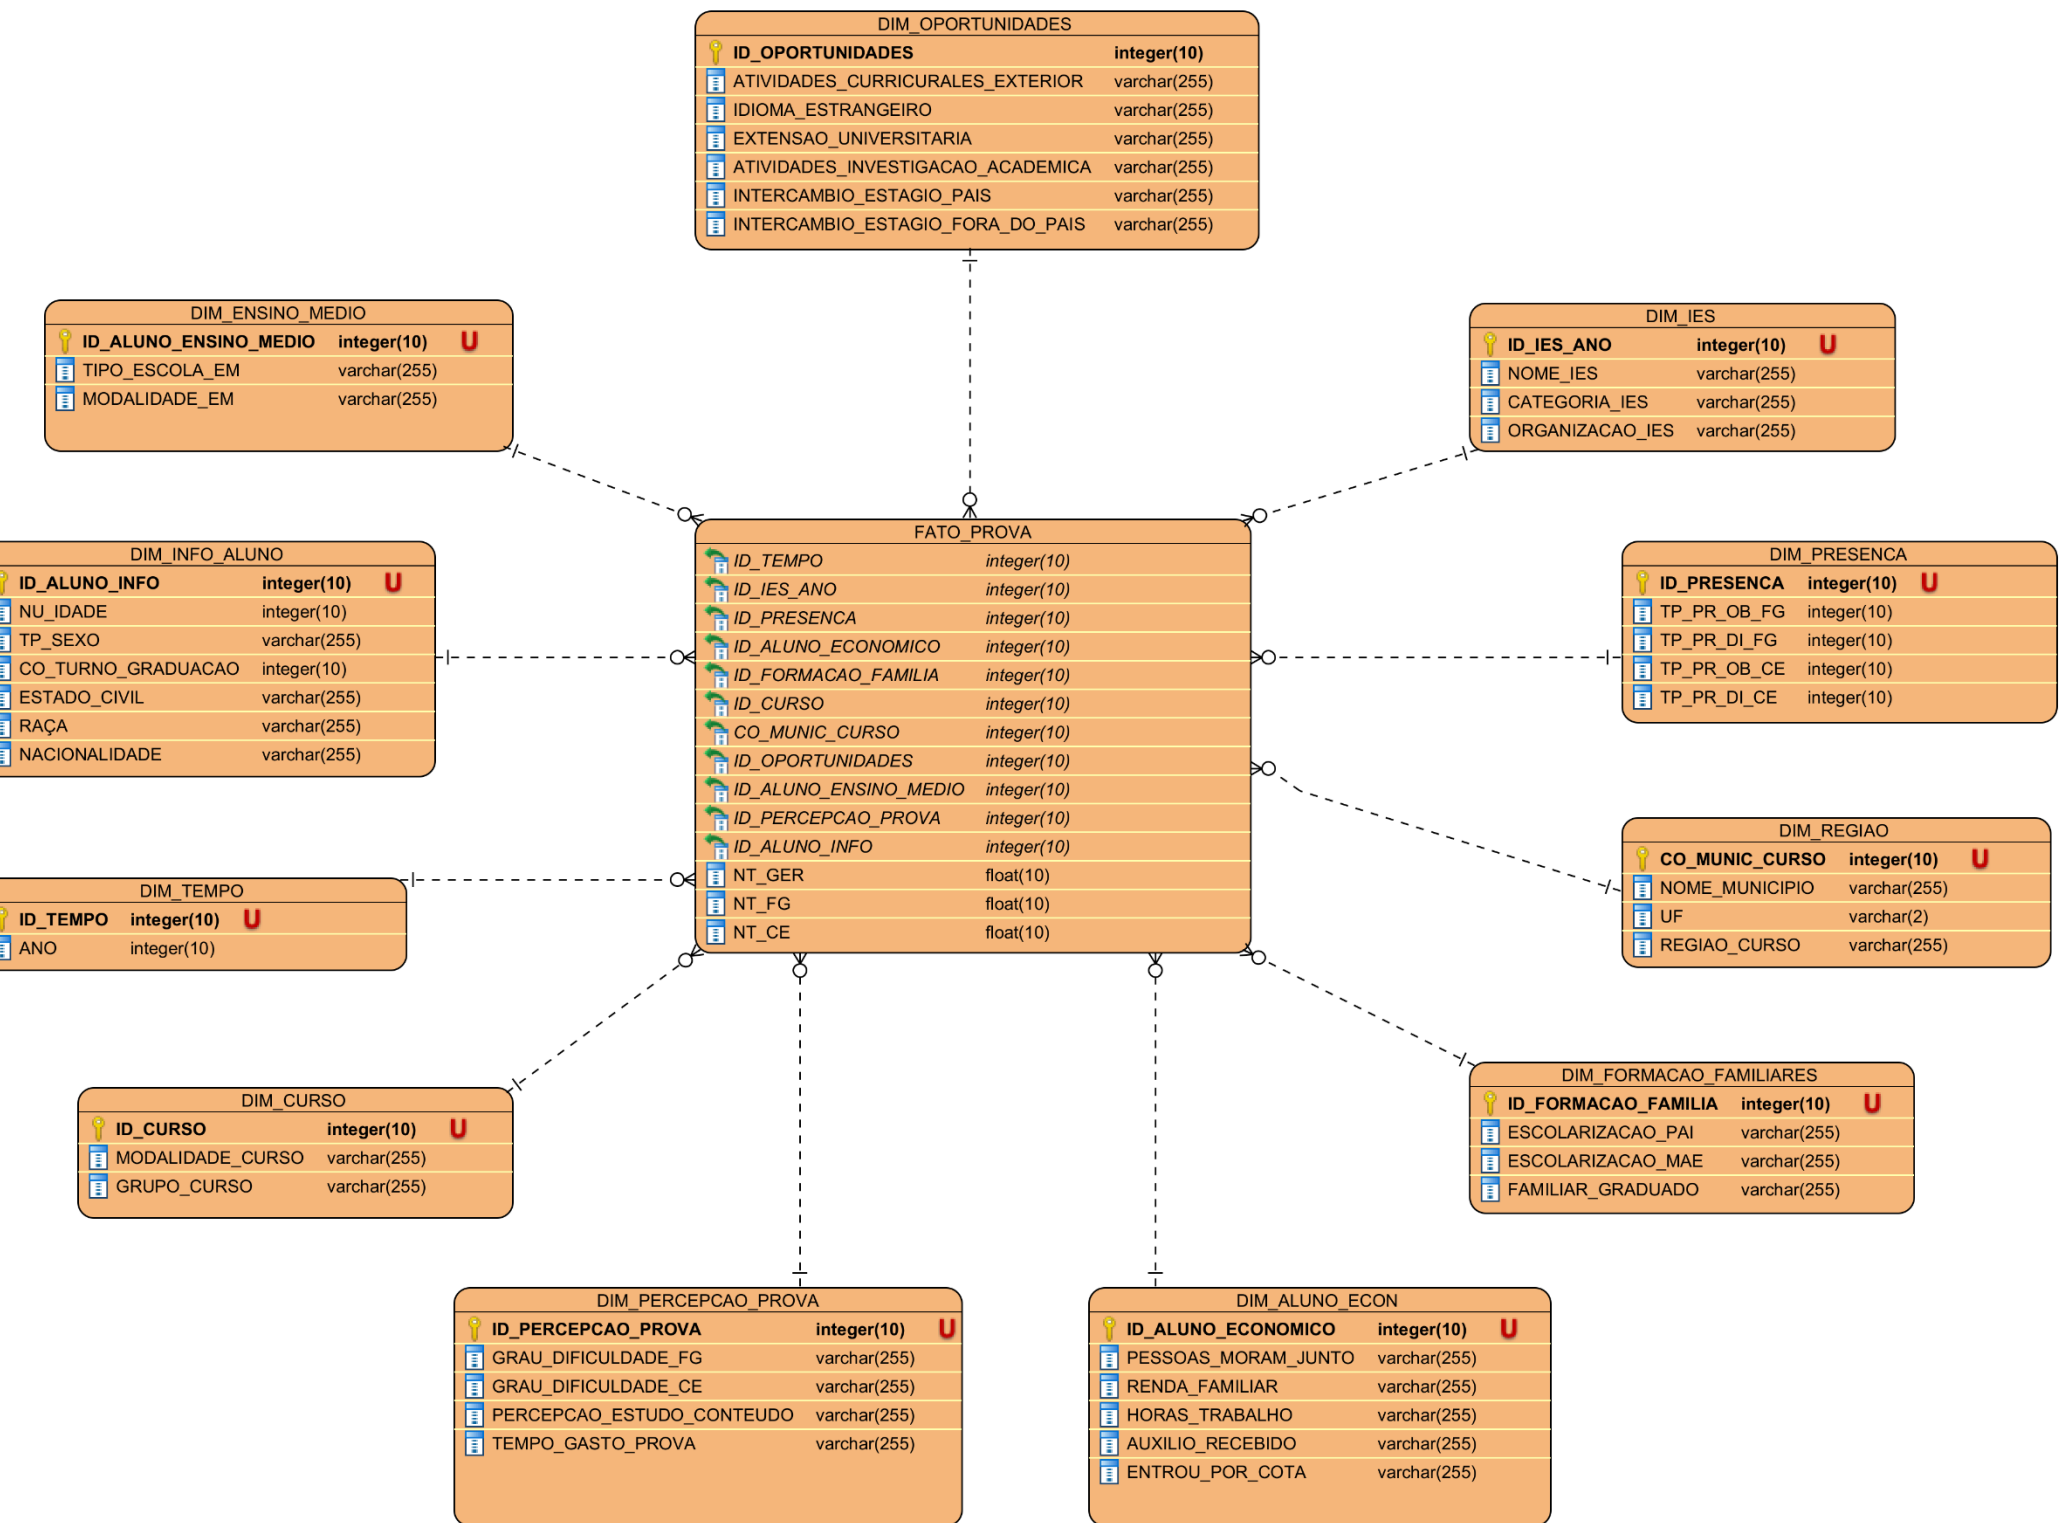 DIM_OPORTUNIDADES
ID_OPORTUNIDADES integer(10)
ATIVIDADES_CURRICURALES_EXTERIOR varchar(255)
IDIOMA_ESTRANGEIRO varchar(255)
EXTENSAO_UNIVERSITARIA varchar(255)
ATIVIDADES_INVESTIGACAO_ACADEMICA varchar(255)
INTERCAMBIO_ESTAGIO_PAIS varchar(255)
INTERCAMBIO_ESTAGIO_FORA_DO_PAIS varchar(255)
DIM_ENSINO_MEDIO
ID_ALUNO_ENSINO_MEDIO integer(10) U
TIPO_ESCOLA_EM varchar(255)
MODALIDADE_EM varchar(255)
DIM_IES
ID_IES_ANO integer(10) U
NOME_IES varchar(255)
CATEGORIA_IES varchar(255)
ORGANIZACAO_IES varchar(255)
DIM_INFO_ALUNO
ID_ALUNO_INFO integer(10) U
NU_IDADE integer(10)
TP_SEXO varchar(255)
CO_TURNO_GRADUACAO integer(10)
ESTADO_CIVIL varchar(255)
RAÇA varchar(255)
NACIONALIDADE varchar(255)
FATO_PROVA
ID_TEMPO integer(10)
ID_IES_ANO integer(10)
ID_PRESENCA integer(10)
ID_ALUNO_ECONOMICO integer(10)
ID_FORMACAO_FAMILIA integer(10)
ID_CURSO integer(10)
CO_MUNIC_CURSO integer(10)
ID_OPORTUNIDADES integer(10)
ID_ALUNO_ENSINO_MEDIO integer(10)
ID_PERCEPCAO_PROVA integer(10)
ID_ALUNO_INFO integer(10)
NT_GER float(10)
NT_FG float(10)
NT_CE float(10)
DIM_PRESENCA
ID_PRESENCA integer(10) U
TP_PR_OB_FG integer(10)
TP_PR_DI_FG integer(10)
TP_PR_OB_CE integer(10)
TP_PR_DI_CE integer(10)
DIM_REGIAO
CO_MUNIC_CURSO integer(10) U
NOME_MUNICIPIO varchar(255)
UF varchar(2)
REGIAO_CURSO varchar(255)
DIM_TEMPO
ID_TEMPO integer(10) U
ANO integer(10)
DIM_CURSO
ID_CURSO integer(10) U
MODALIDADE_CURSO varchar(255)
GRUPO_CURSO varchar(255)
DIM_FORMACAO_FAMILIARES
ID_FORMACAO_FAMILIA integer(10) U
ESCOLARIZACAO_PAI varchar(255)
ESCOLARIZACAO_MAE varchar(255)
FAMILIAR_GRADUADO varchar(255)
DIM_PERCEPCAO_PROVA
ID_PERCEPCAO_PROVA integer(10) U
GRAU_DIFICULDADE_FG varchar(255)
GRAU_DIFICULDADE_CE varchar(255)
PERCEPCAO_ESTUDO_CONTEUDO varchar(255)
TEMPO_GASTO_PROVA varchar(255)
DIM_ALUNO_ECON
ID_ALUNO_ECONOMICO integer(10) U
PESSOAS_MORAM_JUNTO varchar(255)
RENDA_FAMILIAR varchar(255)
HORAS_TRABALHO varchar(255)
AUXILIO_RECEBIDO varchar(255)
ENTROU_POR_COTA varchar(255)